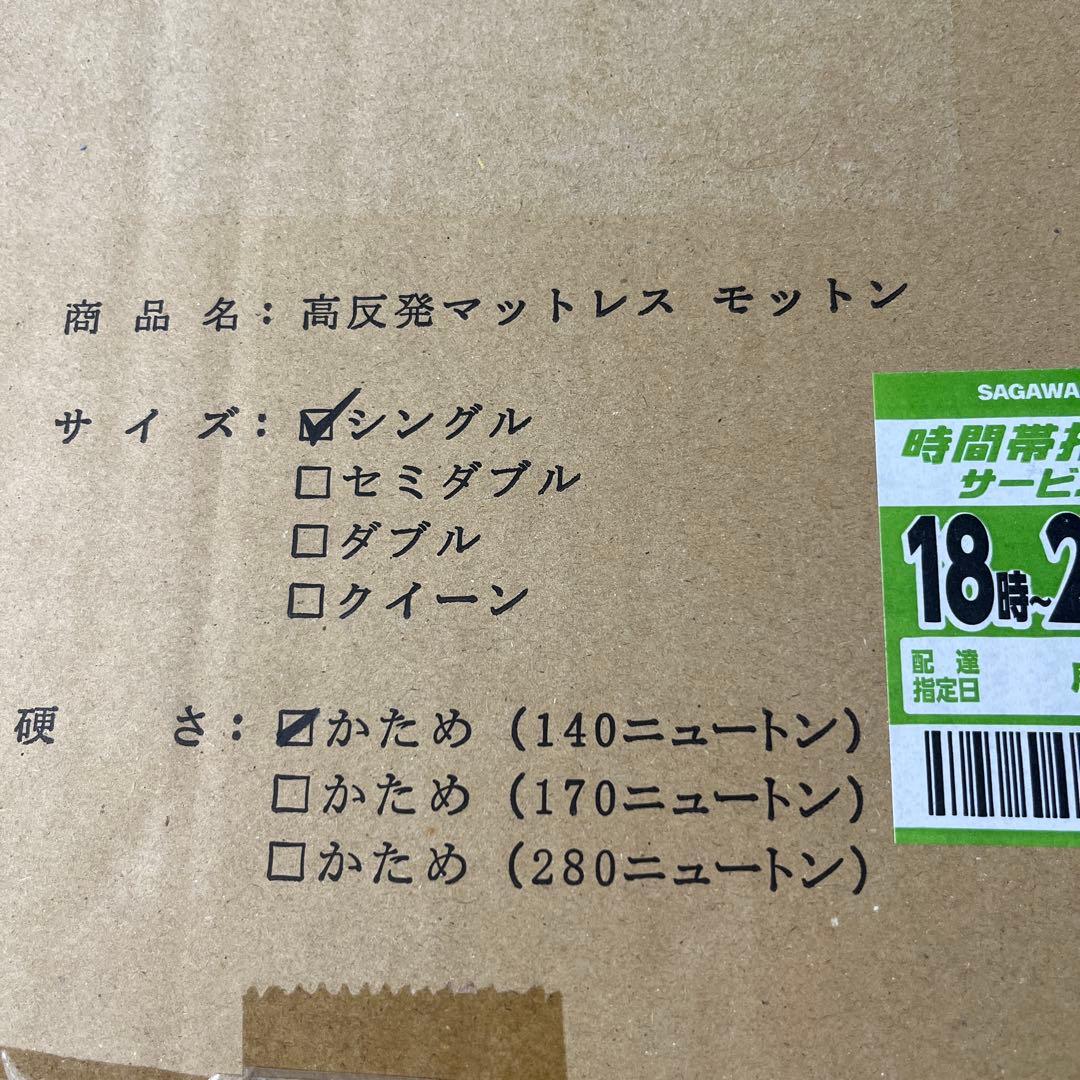 商品名：高反発マットレス モットン
サイズ：☑シングル
□セミダブル
□ダブル
□クイーン
硬さ：☑かため（140ニュートン）
□かため（170ニュートン）
□かため（280ニュートン）
SAGAWA
時間帯
サービ
18時～2
配達
指定日